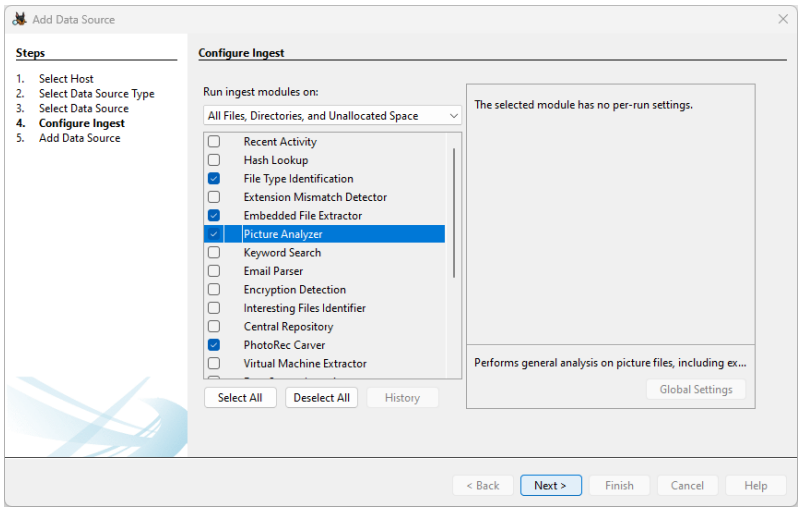 Add Data Source
Steps
1. Select Host
2. Select Data Source Type
3. Select Data Source
4. Configure Ingest
5. Add Data Source
Configure Ingest
Run ingest modules on:
All Files, Directories, and Unallocated Space
Recent Activity
Hash Lookup
File Type Identification
Extension Mismatch Detector
Embedded File Extractor
Picture Analyzer
Keyword Search
Email Parser
Encryption Detection
Interesting Files Identifier
Central Repository
PhotoRec Carver
Virtual Machine Extractor
Select All Deselect All History
The selected module has no per-run settings.
Performs general analysis on picture files, including ex...
Global Settings
< Back Next > Finish Cancel Help